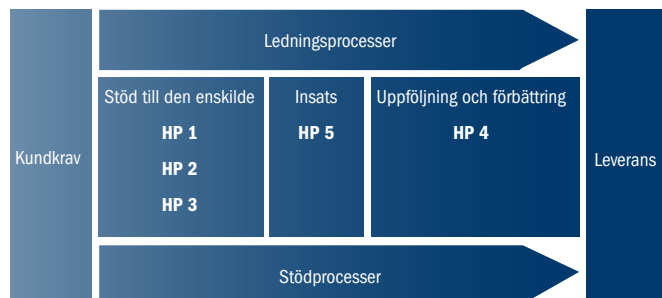 Ledningsprocesser
Kundkrav
Stöd till den enskilde
HP 1
HP 2
HP 3
Insats
HP 5
Uppföljning och förbättring
HP 4
Leverans
Stödprocesser